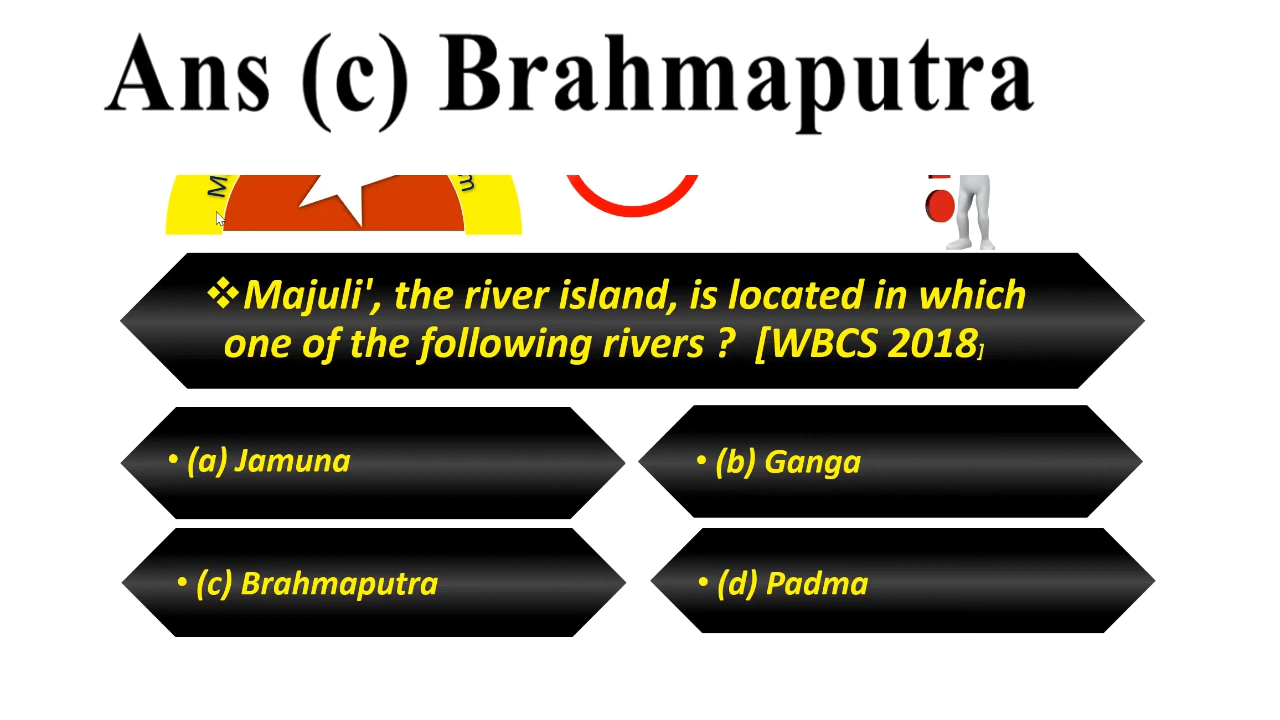 Ans (c) Brahmaputra
❖Majuli', the river island, is located in which
one of the following rivers ? [WBCS 2018]
• (a) Jamuna
• (b) Ganga
• (c) Brahmaputra
• (d) Padma